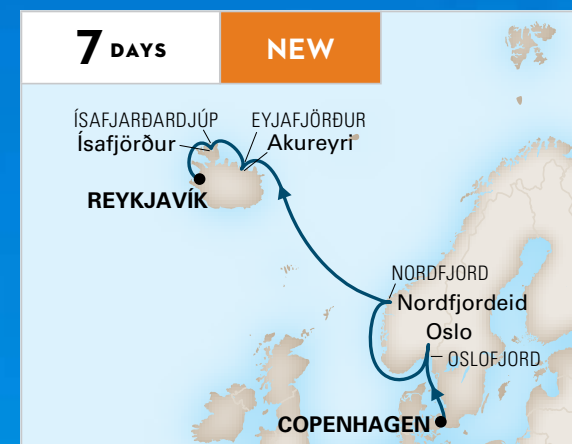 7 DAYS
NEW
ÍSAFJARÐARDJÚP
Ísafjörður
EYJAFJÖRÐUR
Akureyri
REYKJAVÍK
NORDFJORD
Nordfjordeid
Oslo
OSLOFJORD
COPENHAGEN